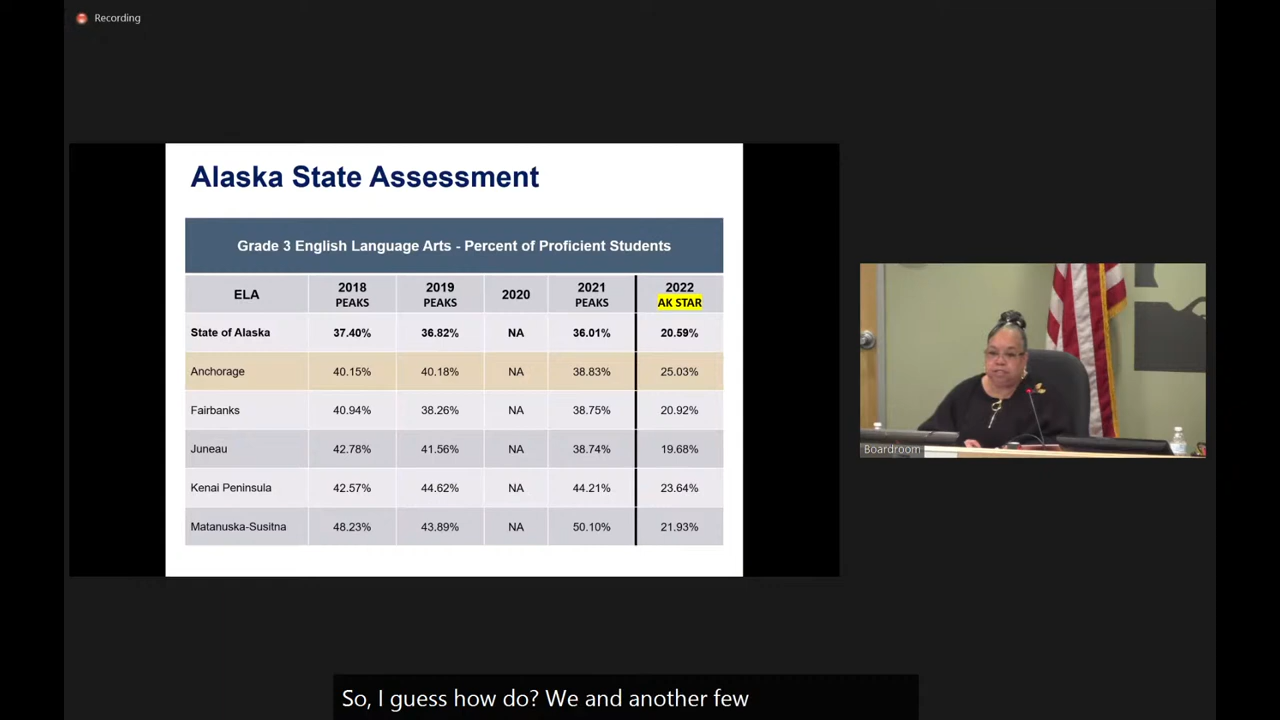 Recording
Alaska State Assessment
Grade 3 English Language Arts - Percent of Proficient Students
ELA 2018 PEAKS 2019 PEAKS 2020 2021 PEAKS 2022 AK STAR
State of Alaska 37.40% 36.82% NA 36.01% 20.59%
Anchorage 40.15% 40.18% NA 38.83% 25.03%
Fairbanks 40.94% 38.26% NA 38.75% 20.92%
Juneau 42.78% 41.56% NA 38.74% 19.68%
Kenai Peninsula 42.57% 44.62% NA 44.21% 23.64%
Matanuska-Susitna 48.23% 43.89% NA 50.10% 21.93%
Boardroom
So, I guess how do? We and another few